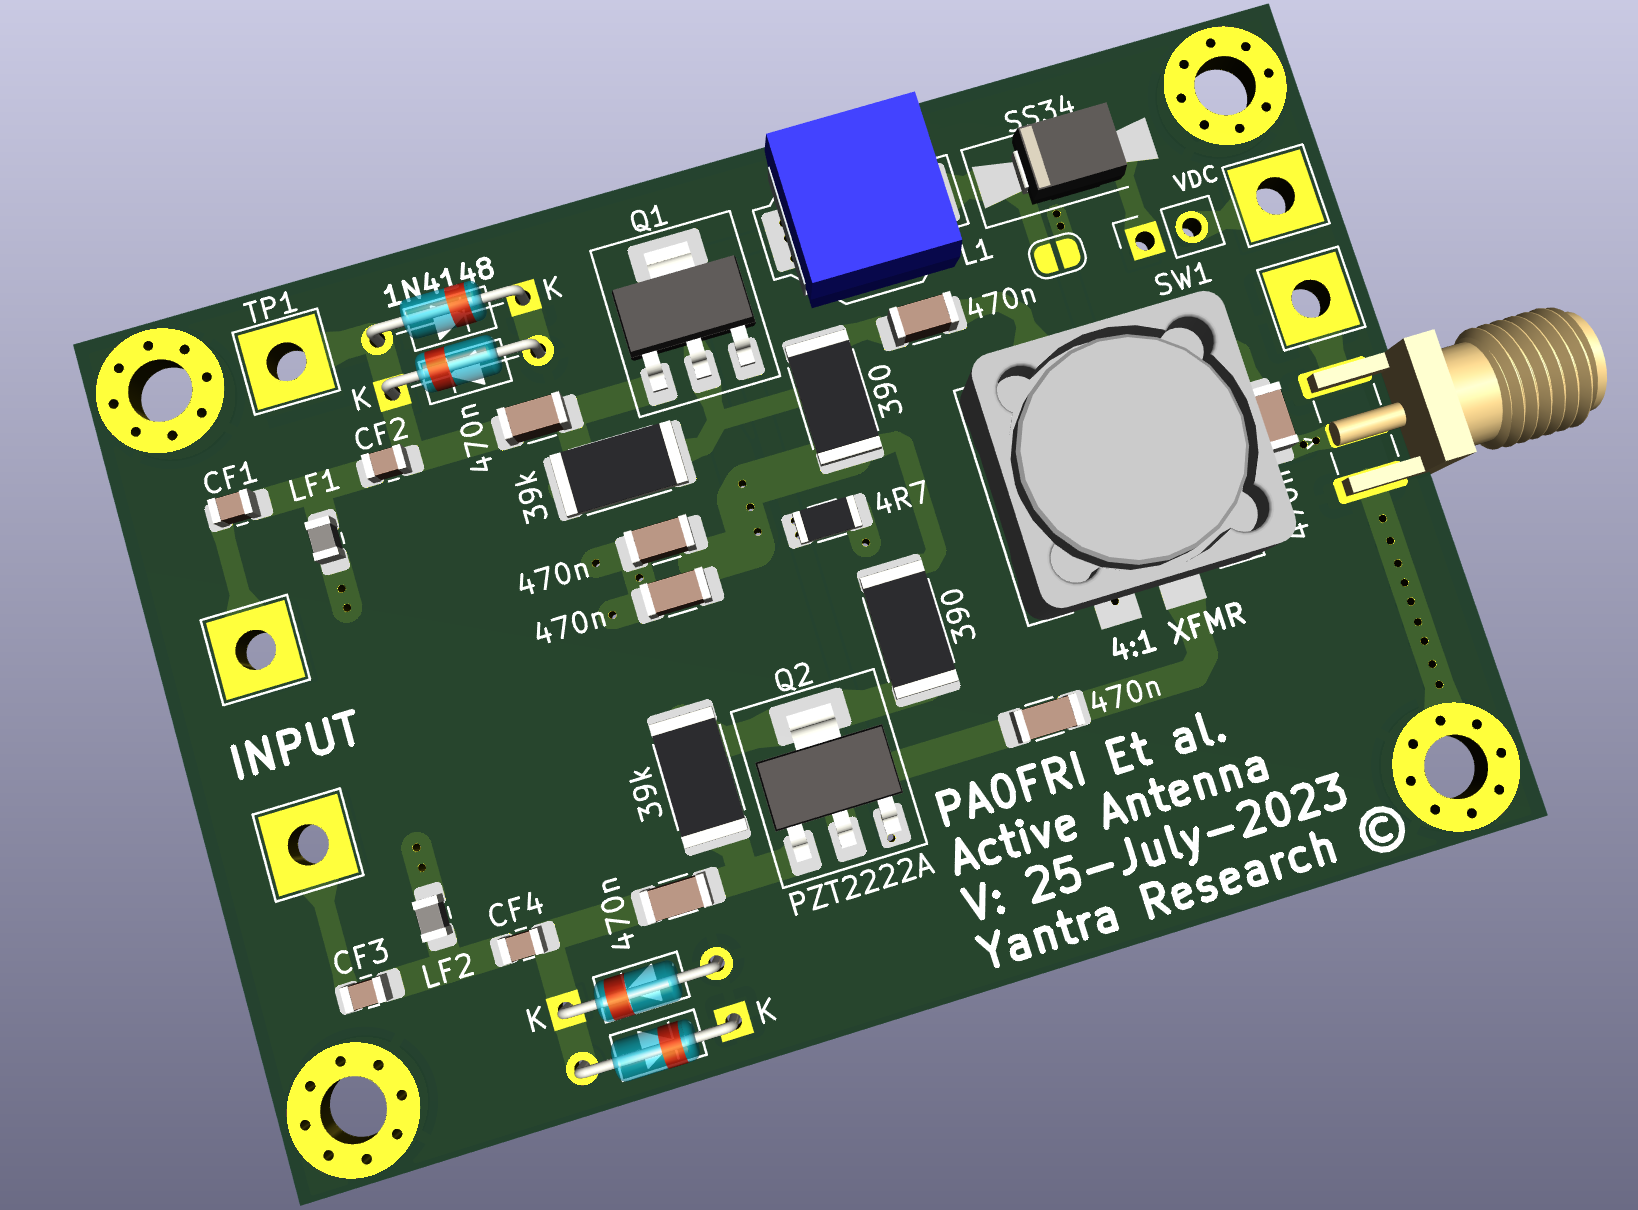 SS34
VDC
Q1
L1
SW1
1N4148
K
TP1
470n
390
K
CF2
470n
CF1
LF1
39k
4R7
470n
470n
390
4:1 XFMR
Q2
470n
INPUT
39k
PA0FRI Et al.
Active Antenna
V: 25-July-2023
Yantra Research ©
PZT2222A
470n
CF4
CF3
LF2
K
K